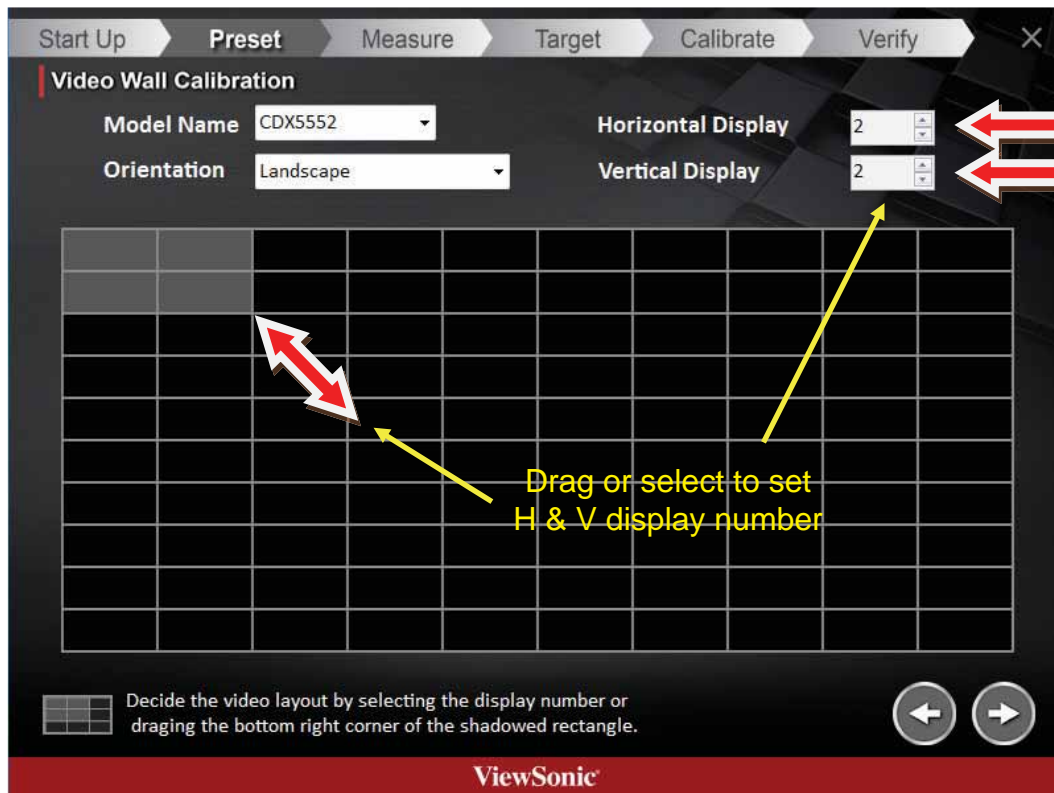 Start Up Preset Measure Target Calibrate Verify
Video Wall Calibration
Model Name CDX5552 Horizontal Display 2
Orientation Landscape Vertical Display 2
Drag or select to set
H & V display number
Decide the video layout by selecting the display number or
draging the bottom right corner of the shadowed rectangle.
ViewSonic